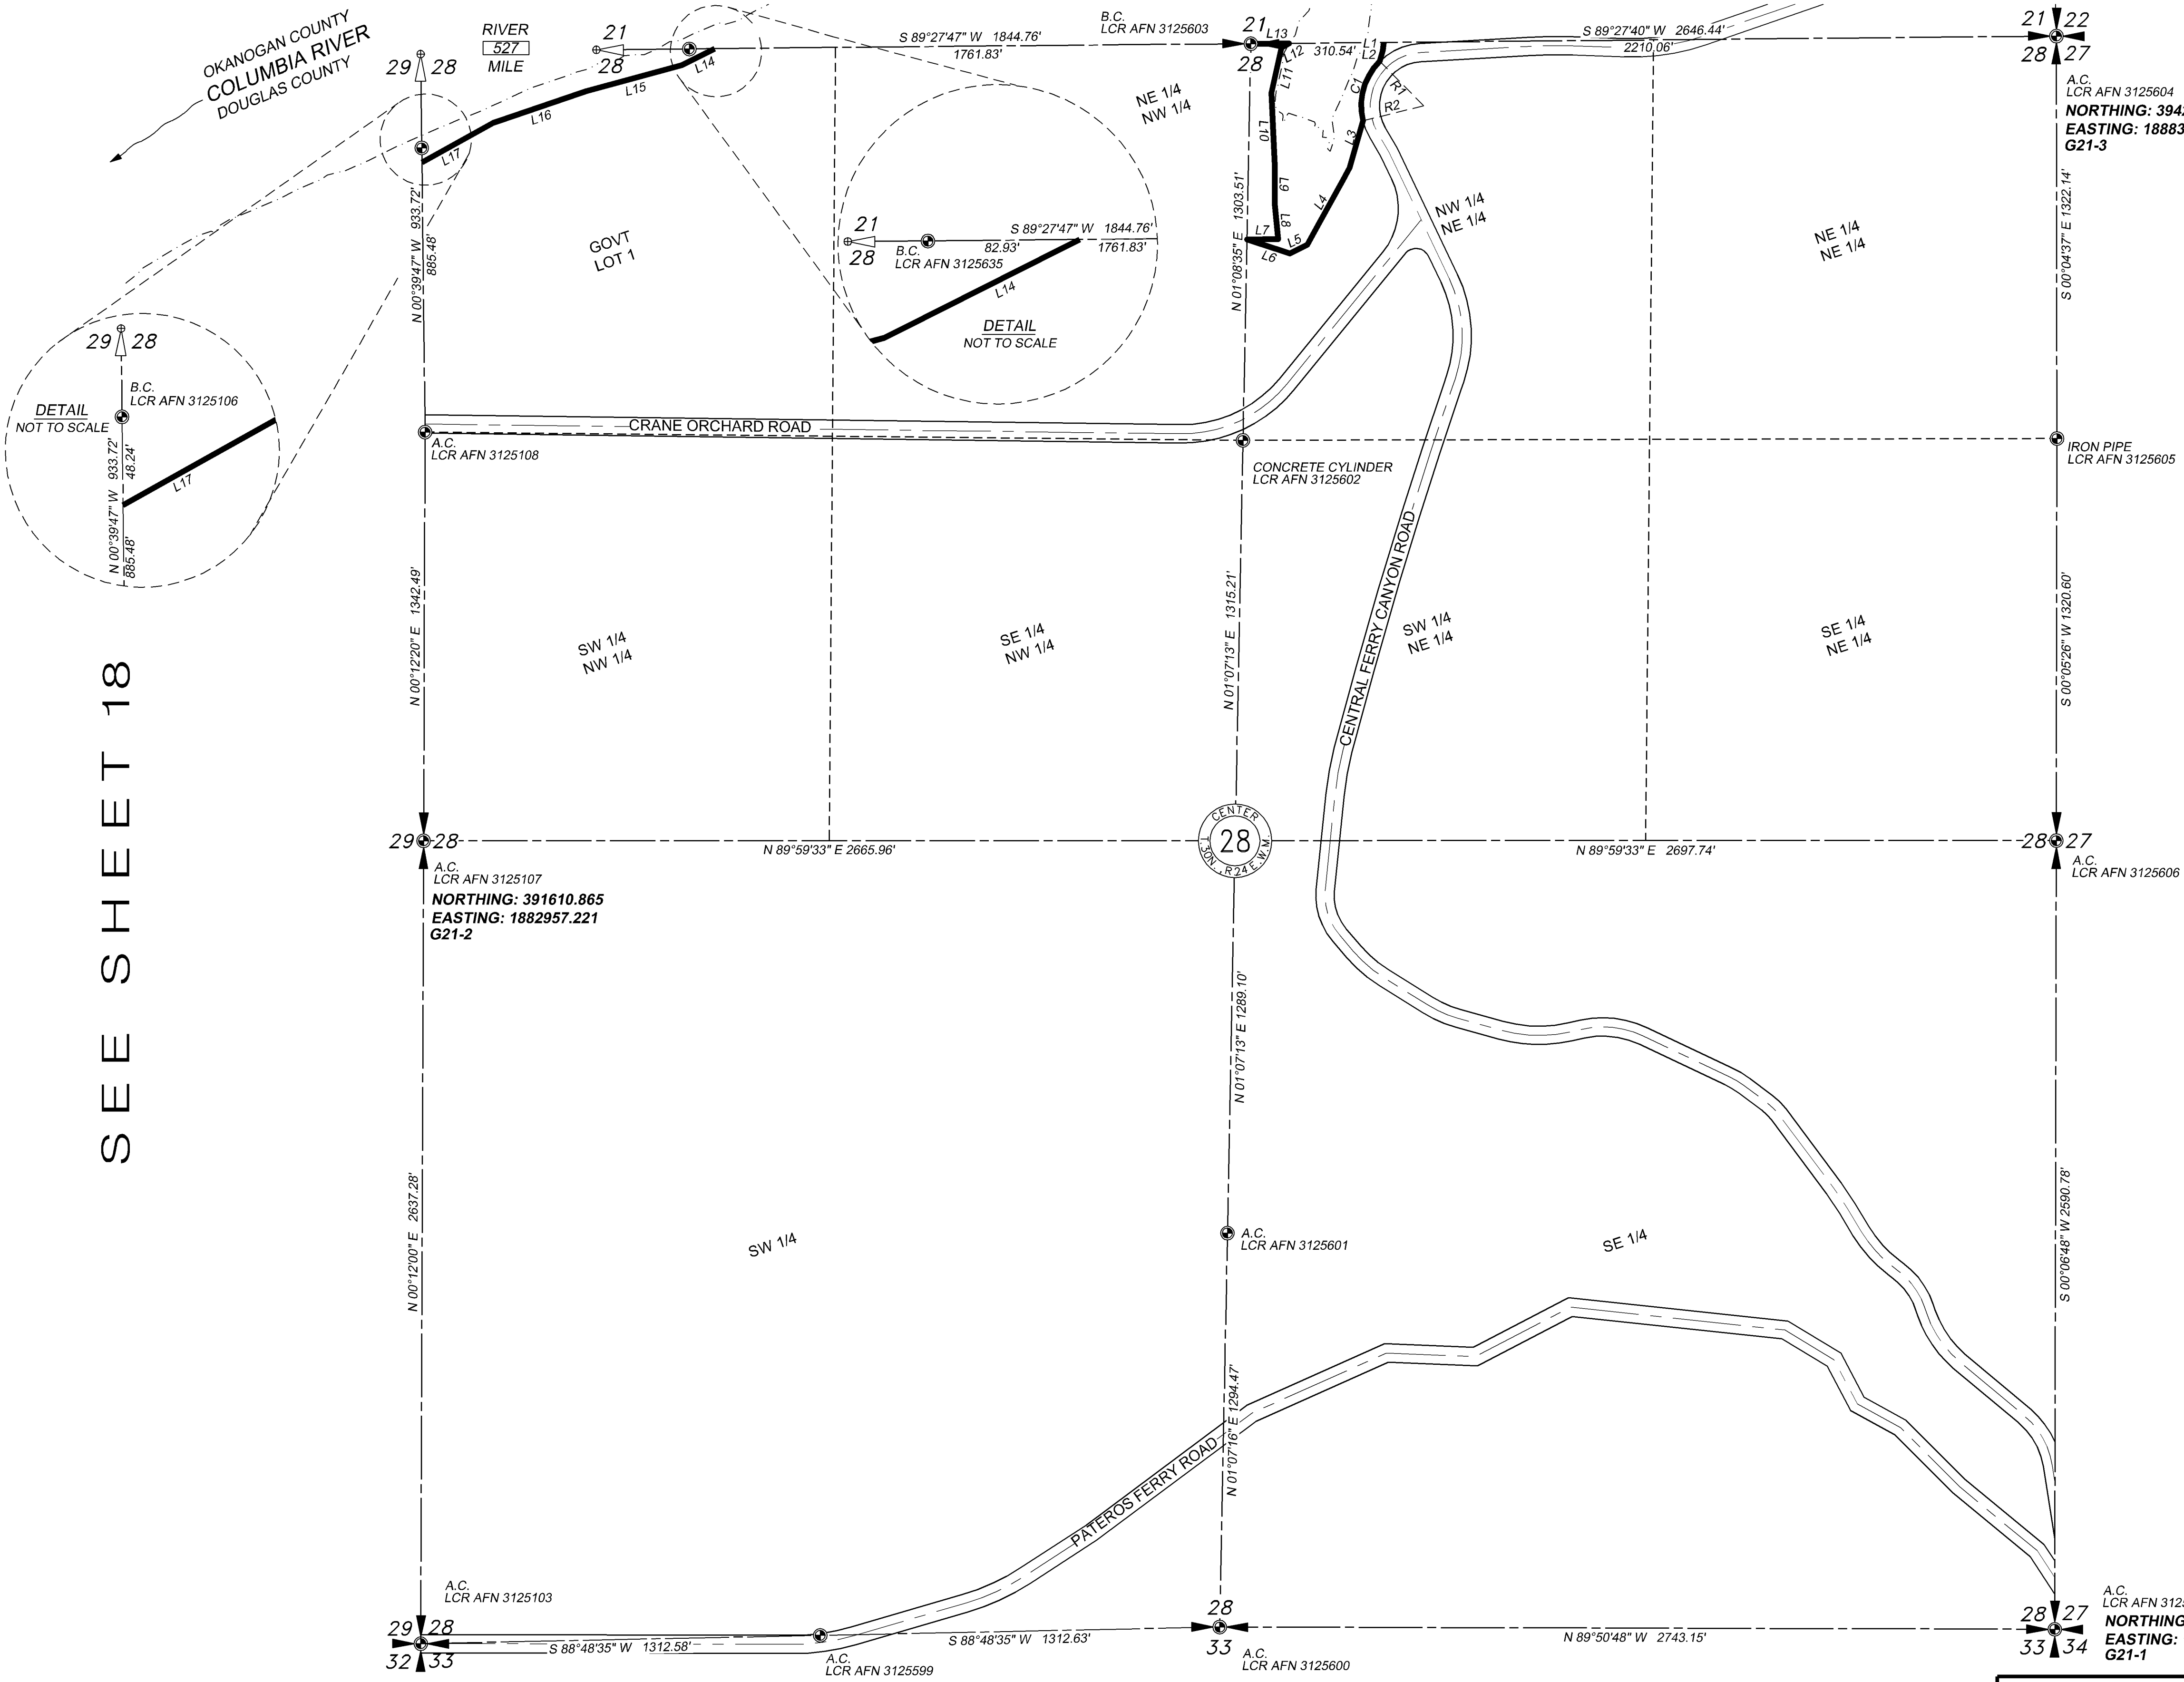 OKANOGAN COUNTY
COLUMBIA RIVER
DOUGLAS COUNTY
RIVER
527
MILE
29 28
21
28
S 89°27'47" W 1844.76'
1761.83'
B.C.
LCR AFN 3125603
21
28
L13
L12
310.54'
L1
L2
S 89°27'40" W 2646.44'
2210.06'
21 22
28 27
A.C.
LCR AFN 3125604
G21-3
L14
L15
L16
L17
L11
L10
L9
L8
L7
L6
L5
L4
L3
C1
R1
R2
NE 1/4
NW 1/4
GOVT
LOT 1
N 00°39'47" W 933.72'
885.48'
N 01°08'35" E 1303.51'
NW 1/4
NE 1/4
NE 1/4
NE 1/4
S 00°04'37" E 1322.14'
21
28
B.C.
LCR AFN 3125635
S 89°27'47" W 1844.76'
82.93'
1761.83'
L14
DETAIL
NOT TO SCALE
29 28
B.C.
LCR AFN 3125106
DETAIL
NOT TO SCALE
N 00°39'47" W 933.72'
48.24'
885.48'
L17
CRANE ORCHARD ROAD
A.C.
LCR AFN 3125108
CONCRETE CYLINDER
LCR AFN 3125602
IRON PIPE
LCR AFN 3125605
N 00°12'20" E 1342.49'
SW 1/4
NW 1/4
SE 1/4
NW 1/4
N 01°07'13" E 1315.21'
CENTRAL FERRY CANYON ROAD
SW 1/4
NE 1/4
SE 1/4
NE 1/4
S 00°05'26" W 1320.60'
SEE SHEET 18
29 28
A.C.
LCR AFN 3125107
NORTHING: 391610.865
EASTING: 1882957.221
G21-2
N 89°59'33" E 2665.96'
CENTER
28
T.30N., R24 E.W.M.
N 89°59'33" E 2697.74'
28 27
A.C.
LCR AFN 3125606
N 01°07'13" E 1289.10'
N 00°12'00" E 2637.28'
SW 1/4
A.C.
LCR AFN 3125601
SE 1/4
S 00°06'48" W 2590.78'
N 01°07'16" E 1294.47'
PATEROS FERRY ROAD
A.C.
LCR AFN 3125103
29 28
32 33
S 88°48'35" W 1312.58'
A.C.
LCR AFN 3125599
S 88°48'35" W 1312.63'
28
33
A.C.
LCR AFN 3125600
N 89°50'48" W 2743.15'
28 27
33 34
A.C.
LCR AFN
NORTHING:
EASTING:
G21-1